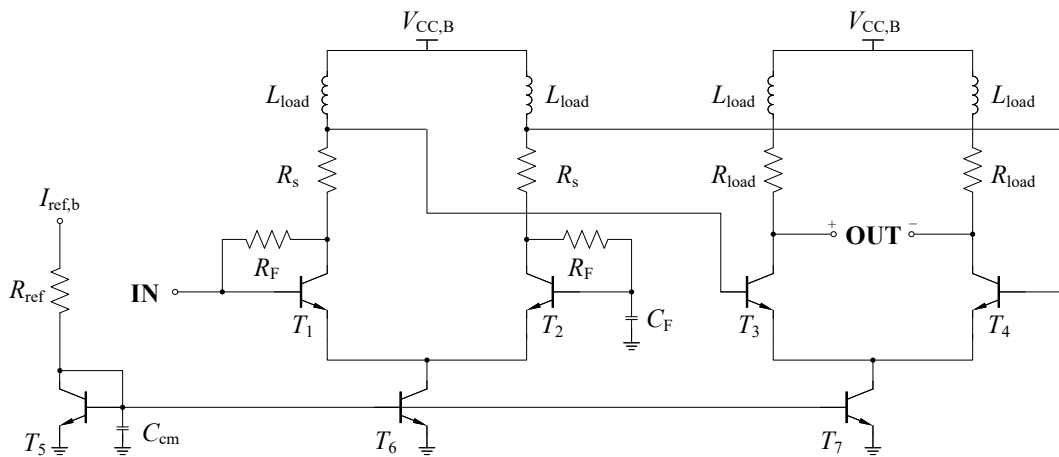 V_CC,B
V_CC,B
L_load
L_load
L_load
L_load
R_s
R_s
R_load
R_load
I_ref,b
+ OUT −
R_F
R_F
R_ref
IN
T_1
T_2
C_F
T_3
T_4
T_5
C_cm
T_6
T_7